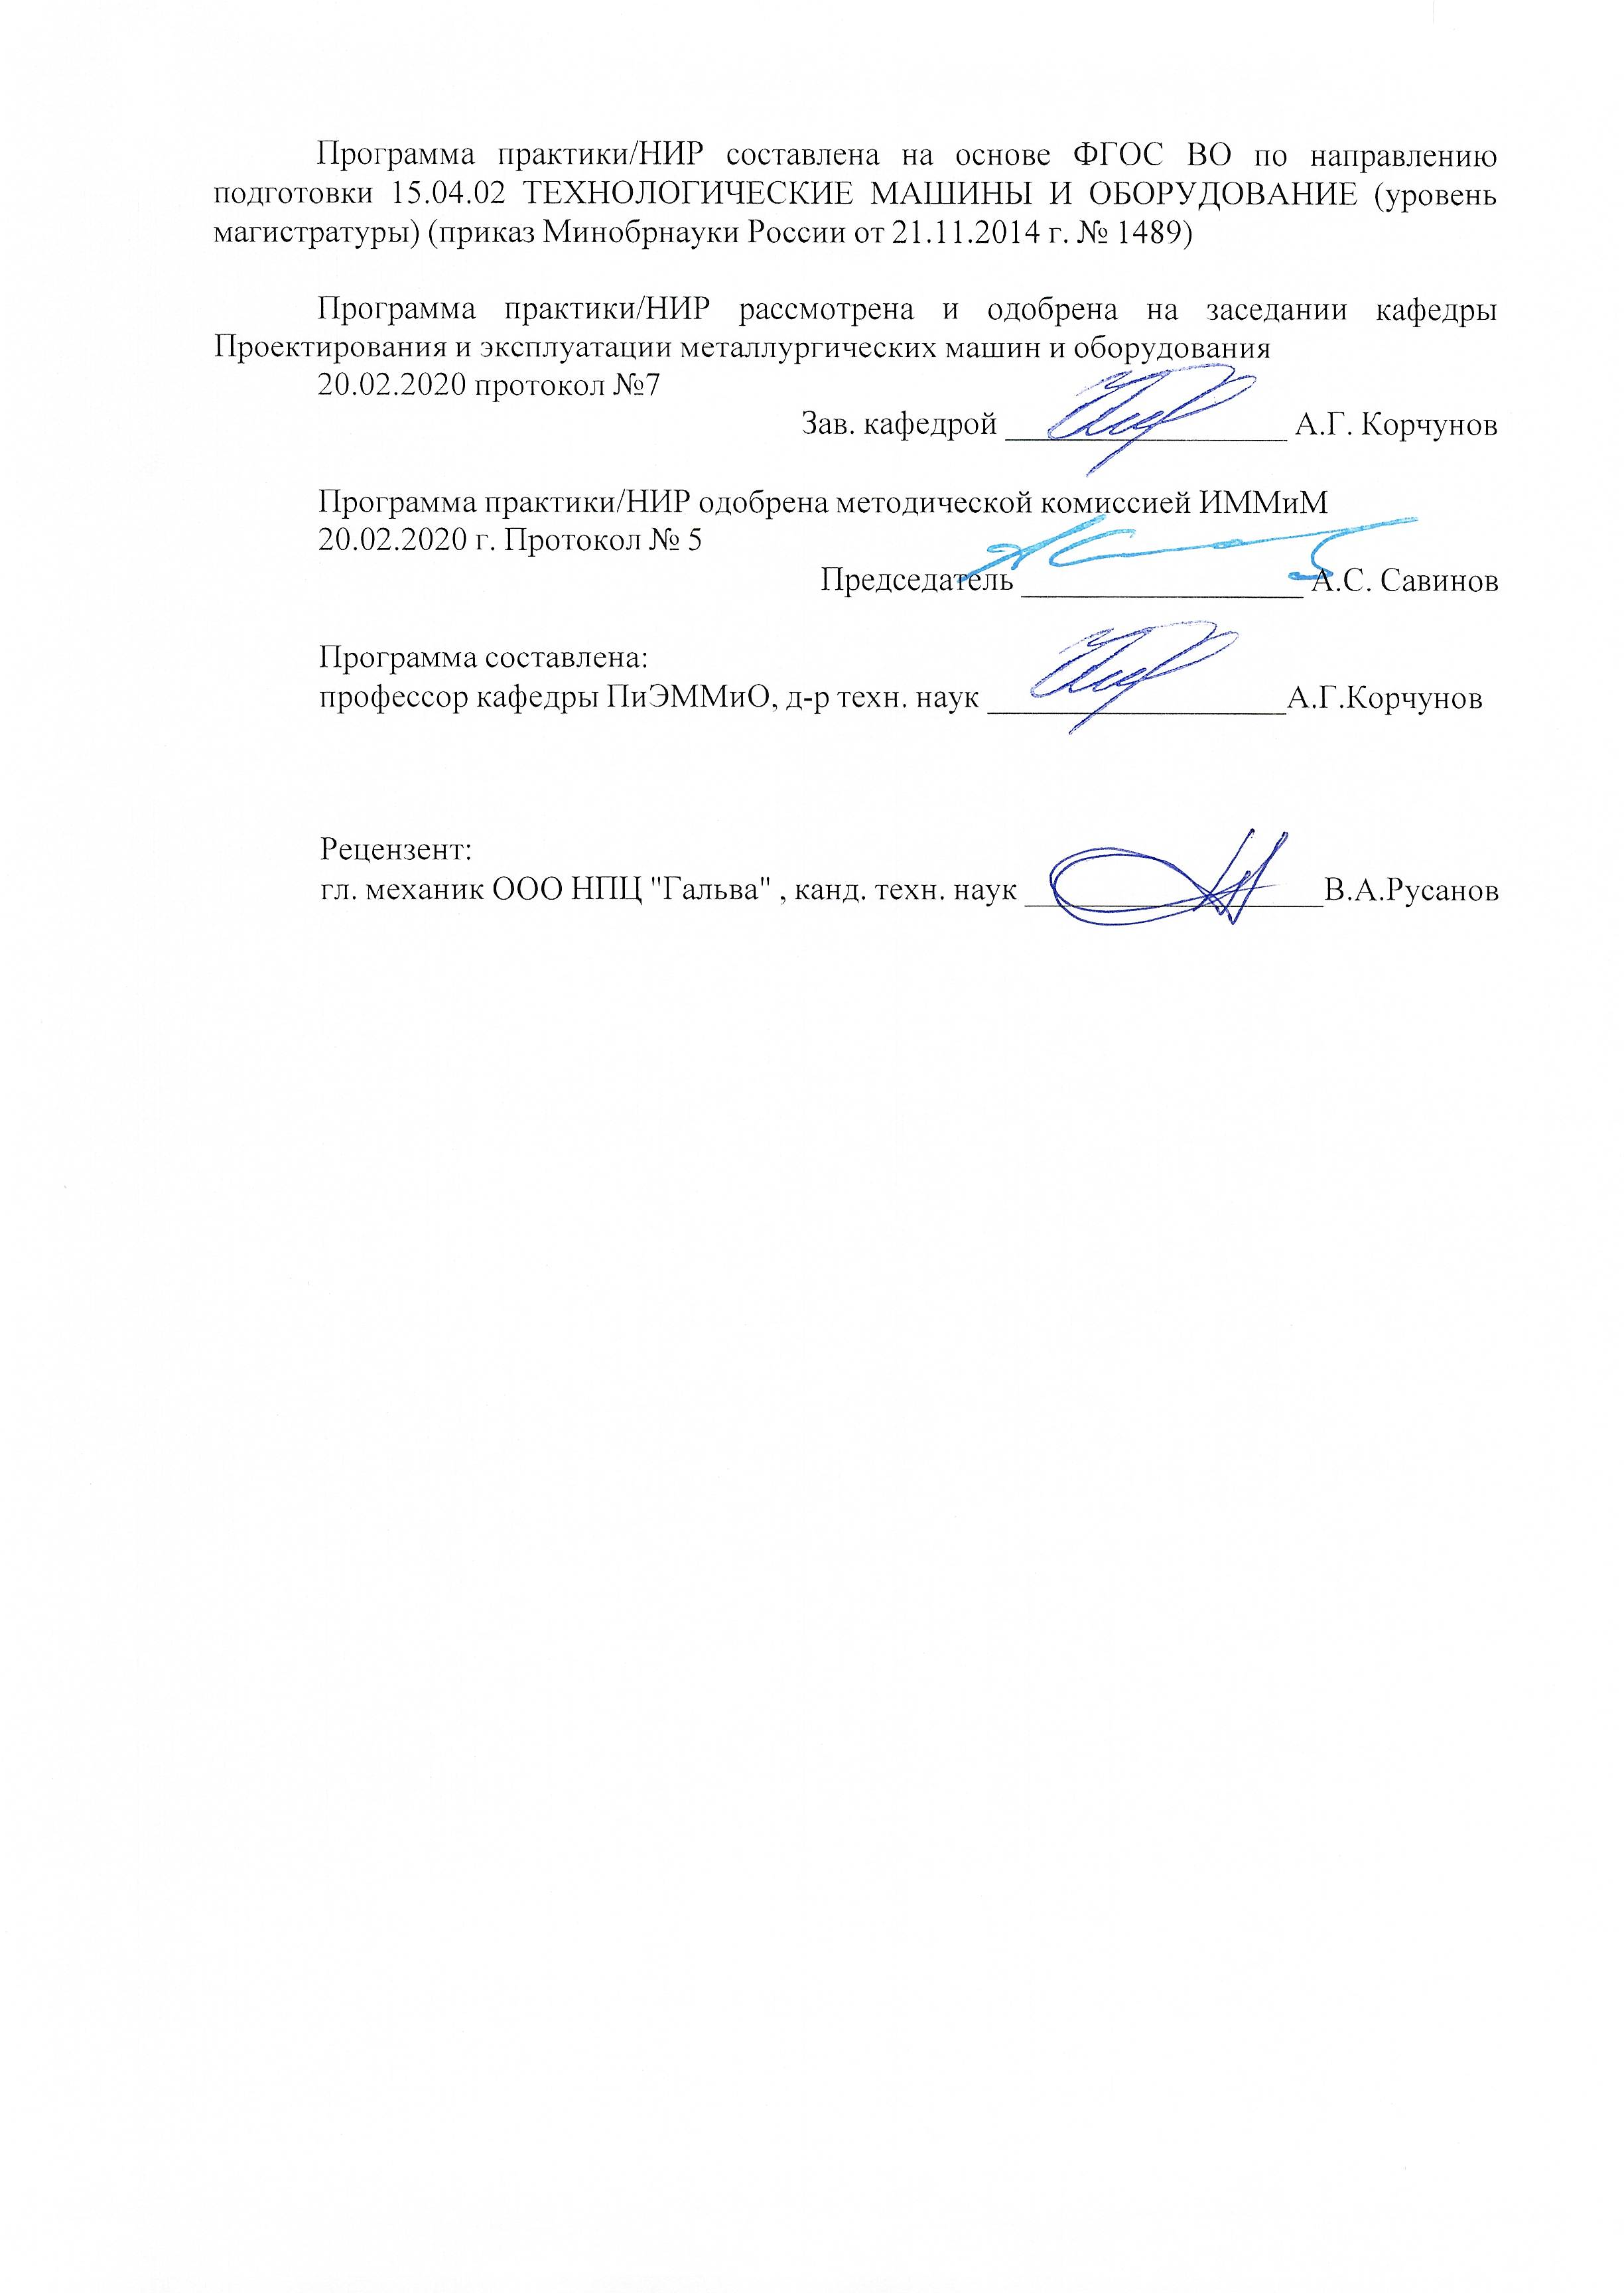 Программа практики/НИР составлена на основе ФГОС ВО по направлению
подготовки 15.04.02 ТЕХНОЛОГИЧЕСКИЕ МАШИНЫ И ОБОРУДОВАНИЕ (уровень
магистратуры) (приказ Минобрнауки России от 21.11.2014 г. № 1489)
Программа практики/НИР рассмотрена и одобрена на заседании кафедры
Проектирования и эксплуатации металлургических машин и оборудования
20.02.2020 протокол №7
Зав. кафедрой _________________ А.Г. Корчунов
Программа практики/НИР одобрена методической комиссией ИММиМ
20.02.2020 г. Протокол № 5
Председатель _________________ А.С. Савинов
Программа составлена:
профессор кафедры ПиЭММиО, д-р техн. наук __________________А.Г.Корчунов
Рецензент:
гл. механик ООО НПЦ "Гальва" , канд. техн. наук __________________В.А.Русанов